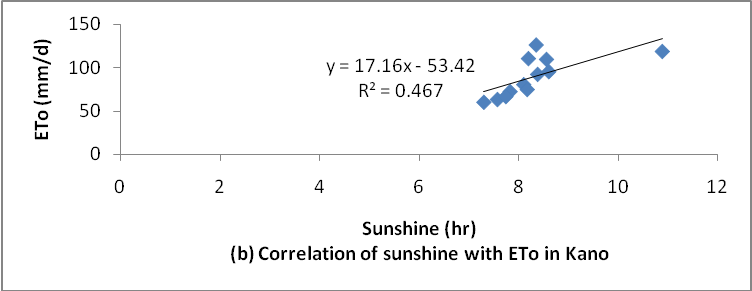 150
100
50
0
ETo (mm/d)
y = 17.16x - 53.42
R² = 0.467
0 2 4 6 8 10 12
Sunshine (hr)
(b) Correlation of sunshine with ETo in Kano